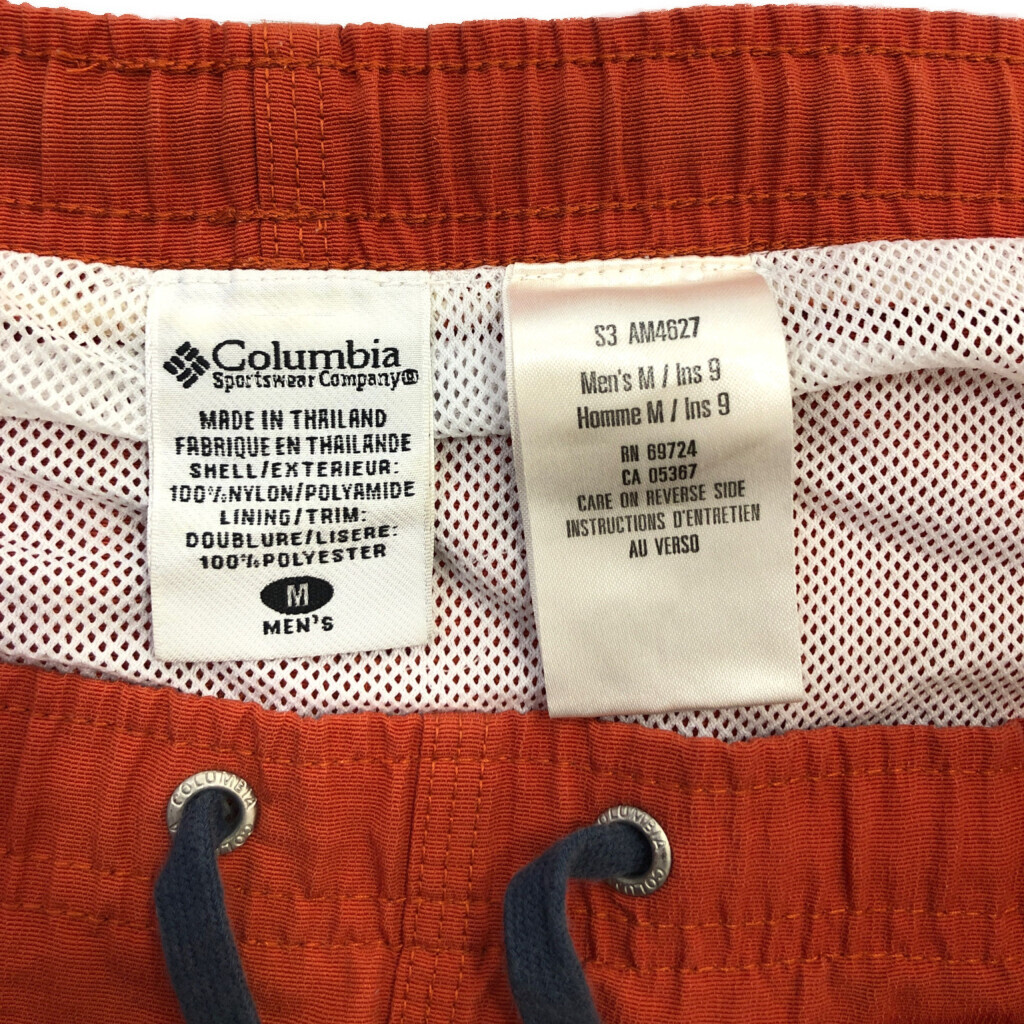 Columbia
Sportswear Company®
MADE IN THAILAND
FABRIQUE EN THAILANDE
SHELL/EXTERIEUR:
100%NYLON/POLYAMIDE
LINING/TRIM:
DOUBLURE/LISERE:
100%POLYESTER
M
MEN'S
S3 AM4627
Men's M / Ins 9
Homme M / Ins 9
RN 69724
CA 05367
CARE ON REVERSE SIDE
INSTRUCTIONS D'ENTRETIEN
AU VERSO
COLUMBIA
COLUMBIA